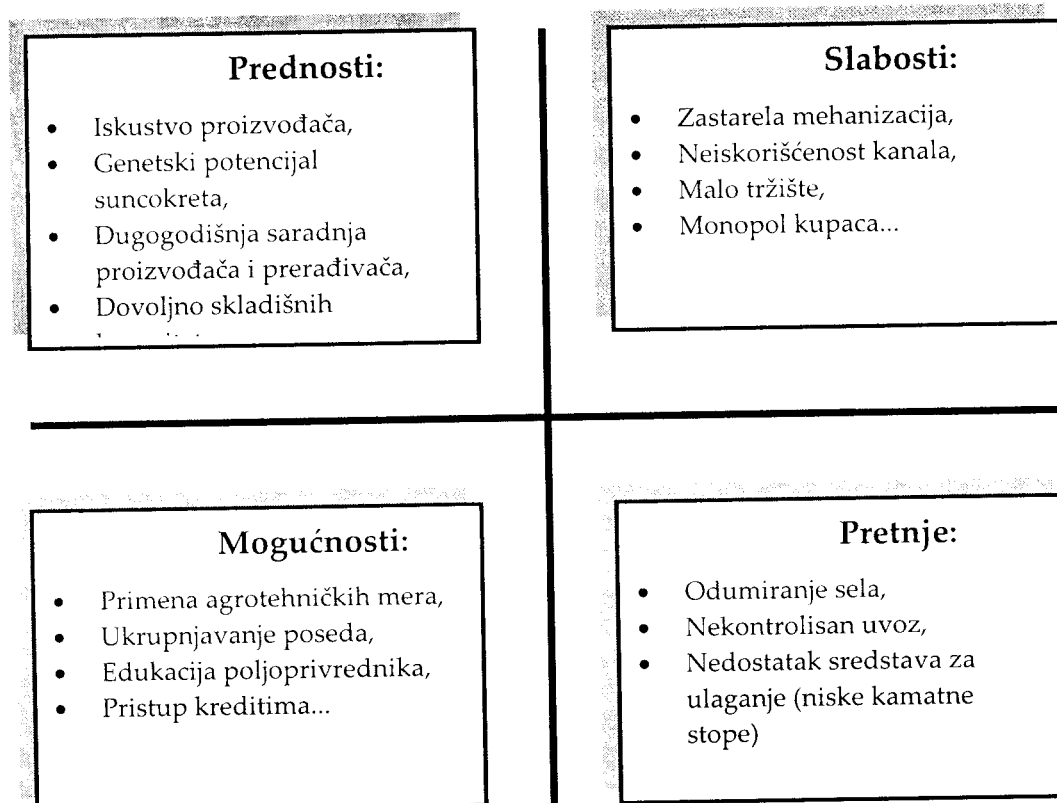 Prednosti:
• Iskustvo proizvođača,
• Genetski potencijal
suncokreta,
• Dugogodišnja saradnja
proizvođača i prerađivača,
• Dovoljno skladišnih
Slabosti:
• Zastarela mehanizacija,
• Neiskorišćenost kanala,
• Malo tržište,
• Monopol kupaca...
Mogućnosti:
• Primena agrotehničkih mera,
• Ukrupnjavanje poseda,
• Edukacija poljoprivrednika,
• Pristup kreditima...
Pretnje:
• Odumiranje sela,
• Nekontrolisan uvoz,
• Nedostatak sredstava za
ulaganje (niske kamatne
stope)